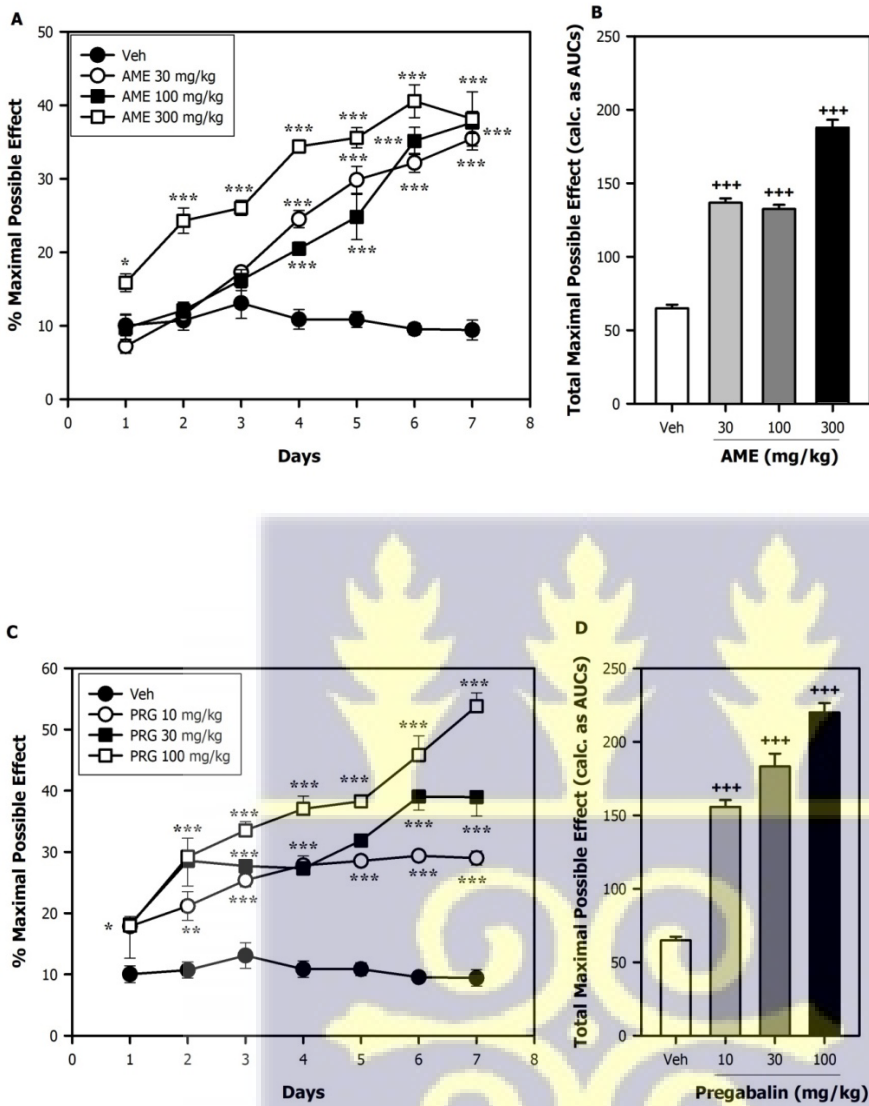 A
% Maximal Possible Effect
50
40
30
20
10
0
Veh
AME 30 mg/kg
AME 100 mg/kg
AME 300 mg/kg
*
***
***
***
***
***
***
***
***
***
***
***
***
***
***
0 1 2 3 4 5 6 7 8
Days
B
Total Maximal Possible Effect (calc. as AUCs)
250
200
150
100
50
0
+++
+++
+++
Veh 30 100 300
AME (mg/kg)
C
% Maximal Possible Effect
60
50
40
30
20
10
0
Veh
PRG 10 mg/kg
PRG 30 mg/kg
PRG 100 mg/kg
*
***
**
***
***
***
***
***
***
***
***
***
***
***
***
0 1 2 3 4 5 6 7 8
Days
D
Total Maximal Possible Effect (calc. as AUCs)
250
200
150
100
50
0
+++
+++
+++
Veh 10 30 100
Pregabalin (mg/kg)